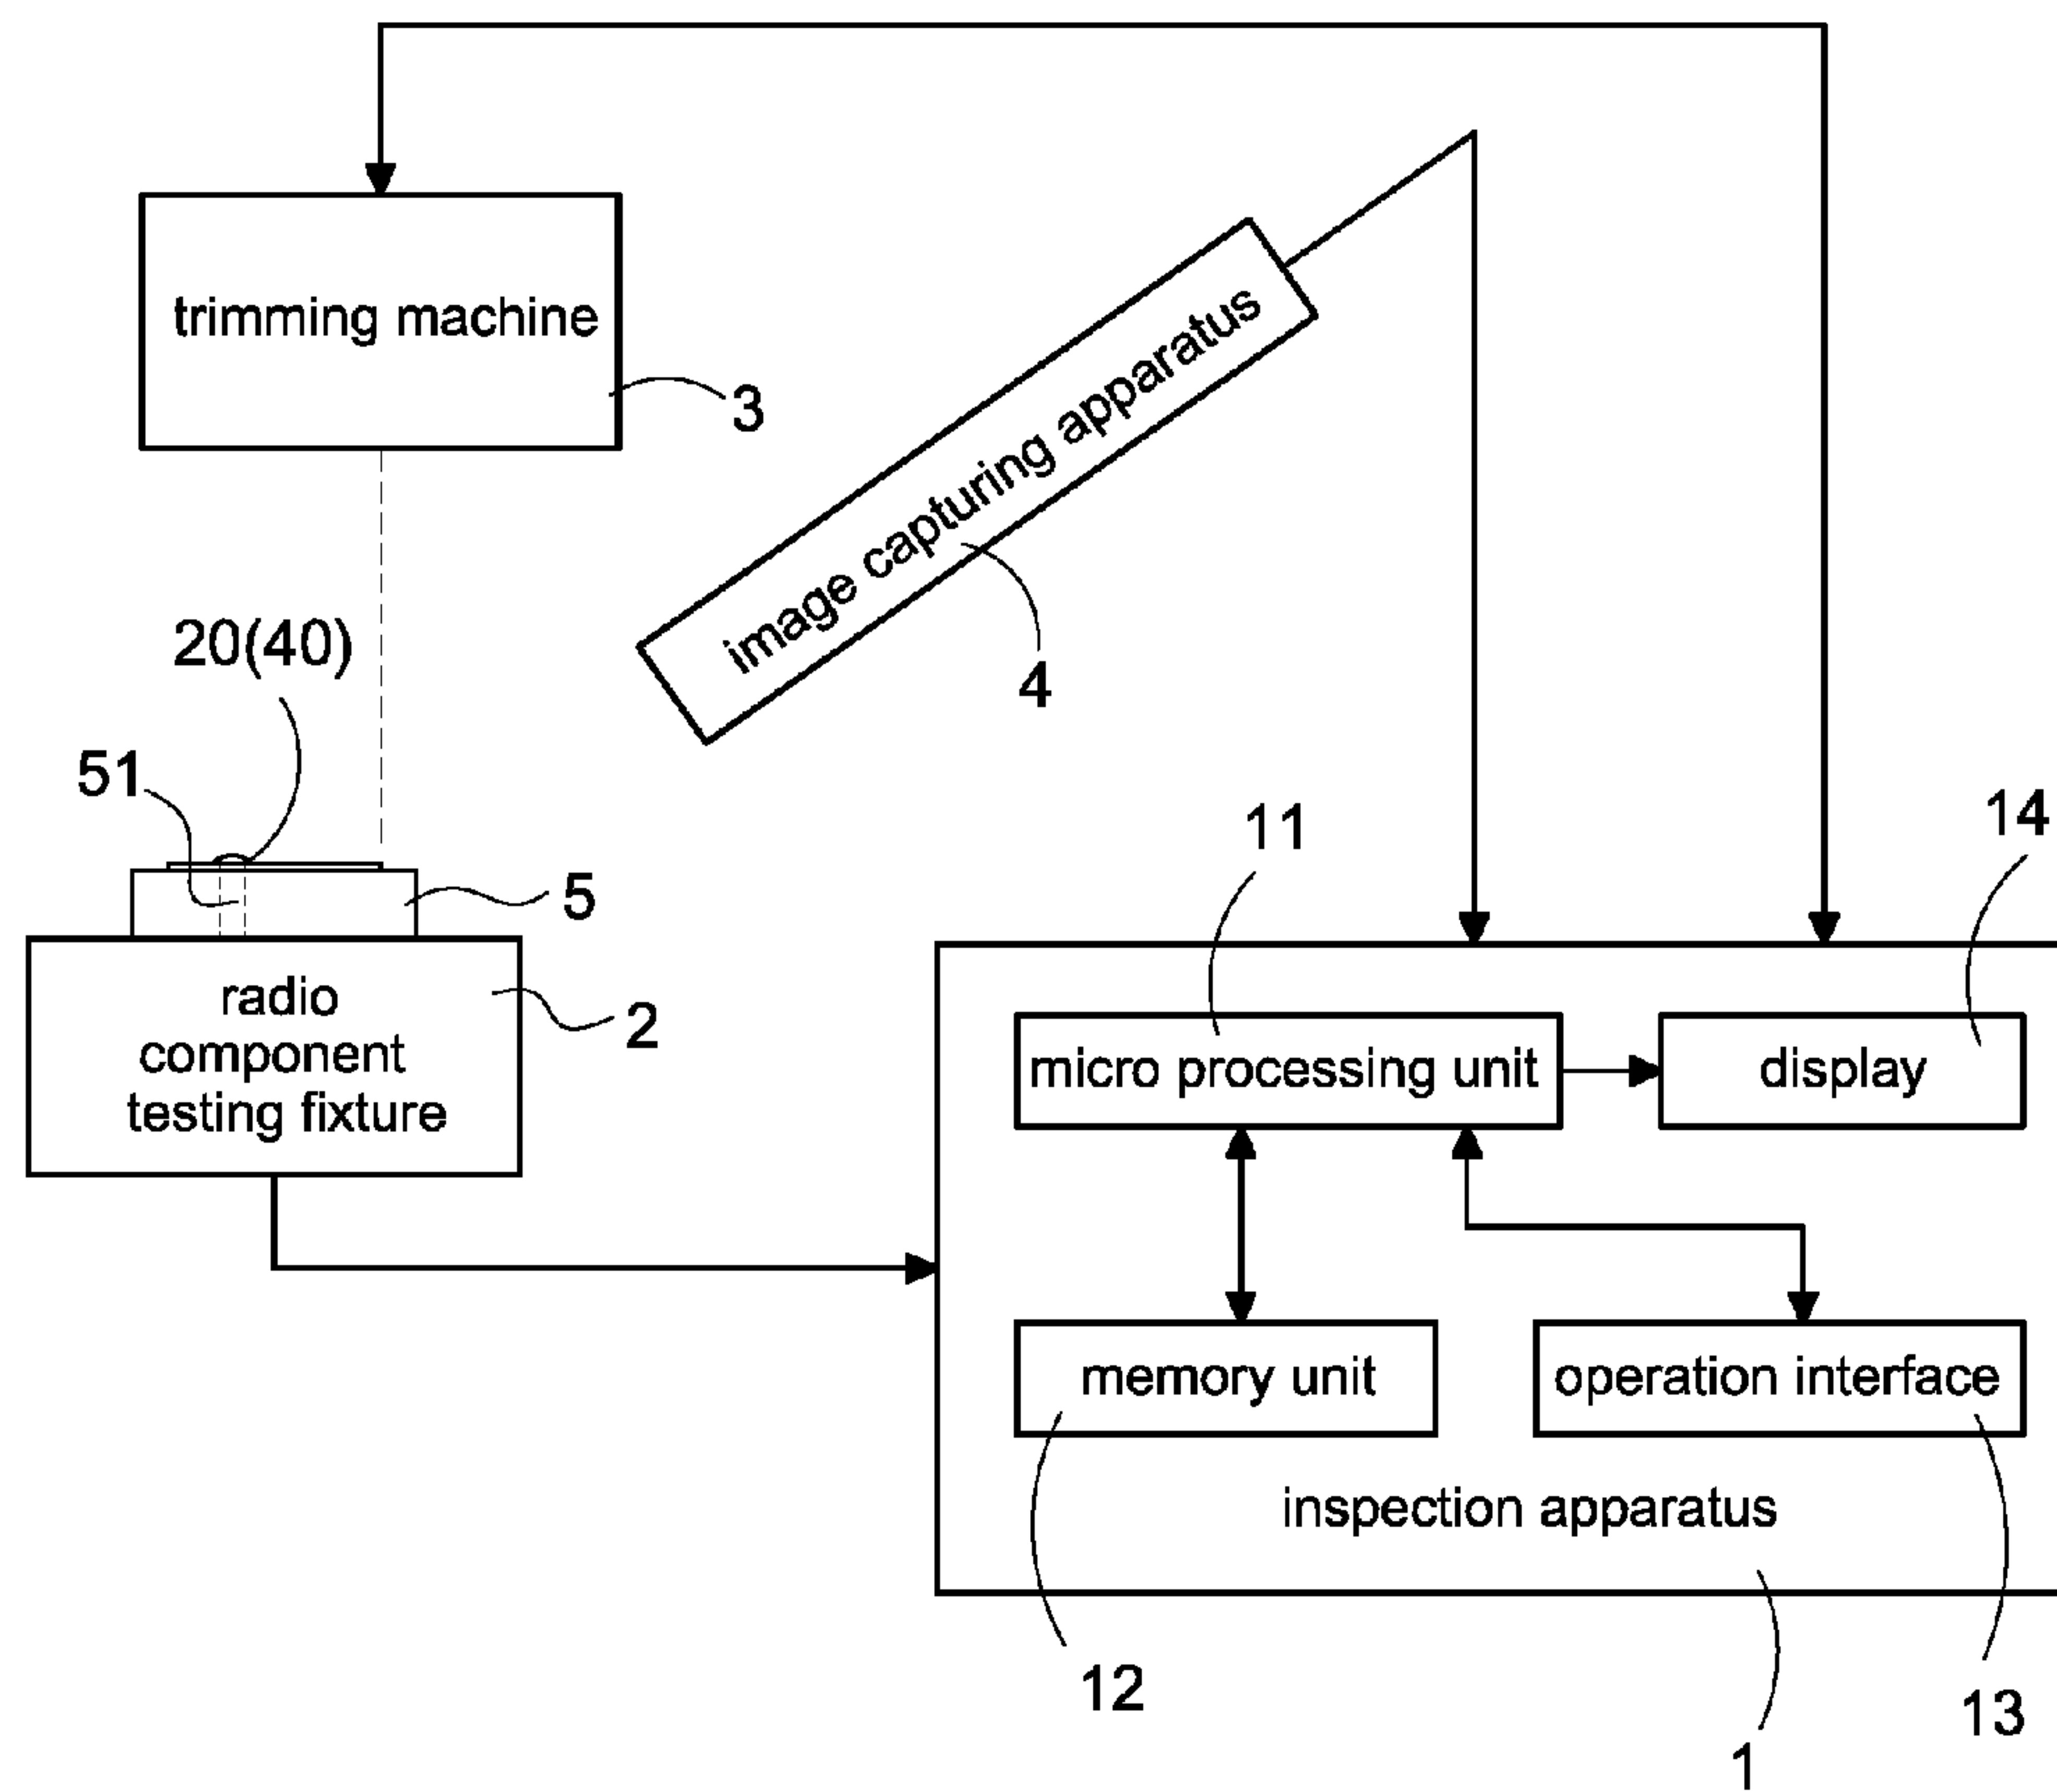 trimming machine
3
image capturing apparatus
4
20(40)
51
5
radio
component
testing fixture
2
11
14
micro processing unit
display
memory unit
operation interface
inspection apparatus
12
13
1